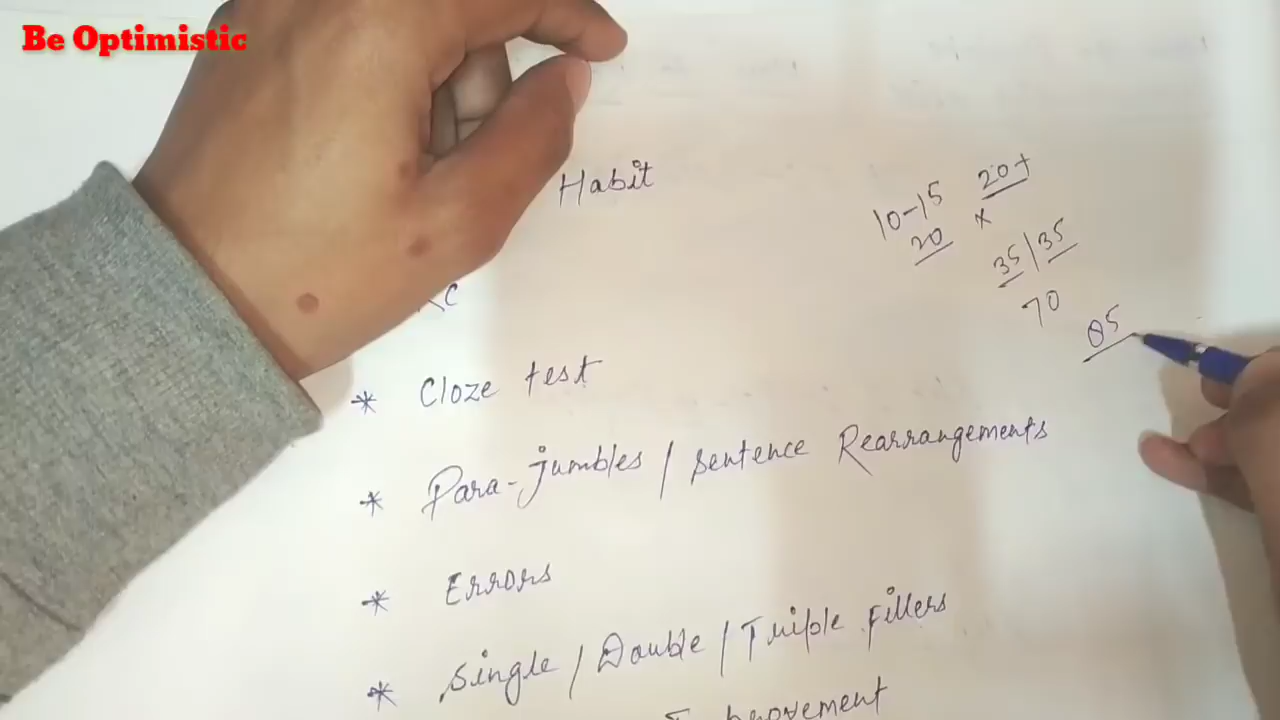 Be Optimistic
Habit
10-15 20+
20 x
35/35
70
85
C
* Cloze test
* Para-jumbles / sentence Rearrangements
* Errors
* Single / Double / Triple fillers